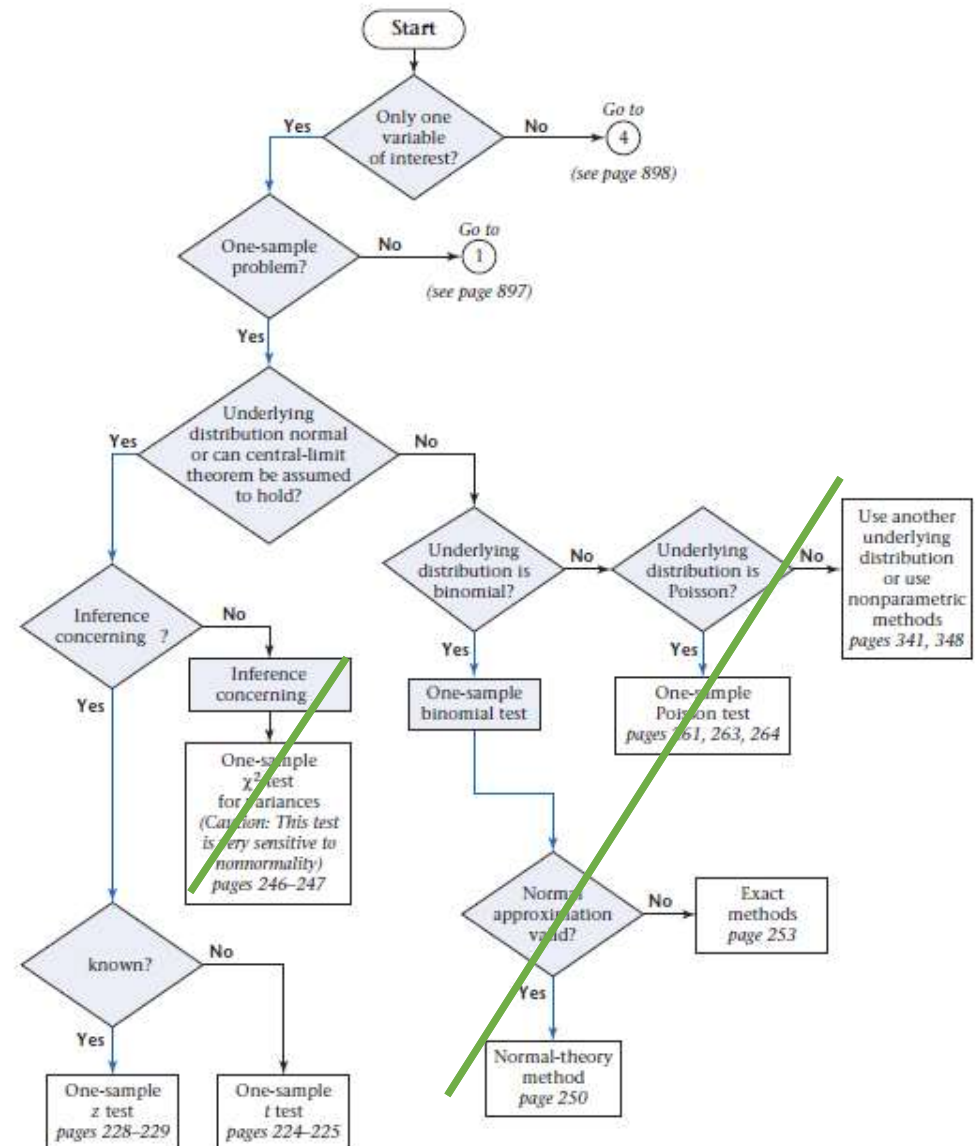 Start
Only one
variable
of interest?
Yes
No
Go to
4
(see page 898)
One-sample
problem?
No
Go to
1
(see page 897)
Yes
Underlying
distribution normal
or can central-limit
theorem be assumed
to hold?
Yes
No
Underlying
distribution is
binomial?
No
Underlying
distribution is
Poisson?
No
Use another
underlying
distribution
or use
nonparametric
methods
pages 341, 348
Inference
concerning ?
No
Inference
concerning
Yes
One-sample
χ² test
for variances
(Caution: This test
is very sensitive to
nonnormality)
pages 246–247
Yes
One-sample
binomial test
Yes
One-sample
Poisson test
pages 261, 263, 264
Normal
approximation
valid?
No
Exact
methods
page 253
Yes
Normal-theory
method
page 250
known?
No
Yes
One-sample
z test
pages 228–229
One-sample
t test
pages 224–225